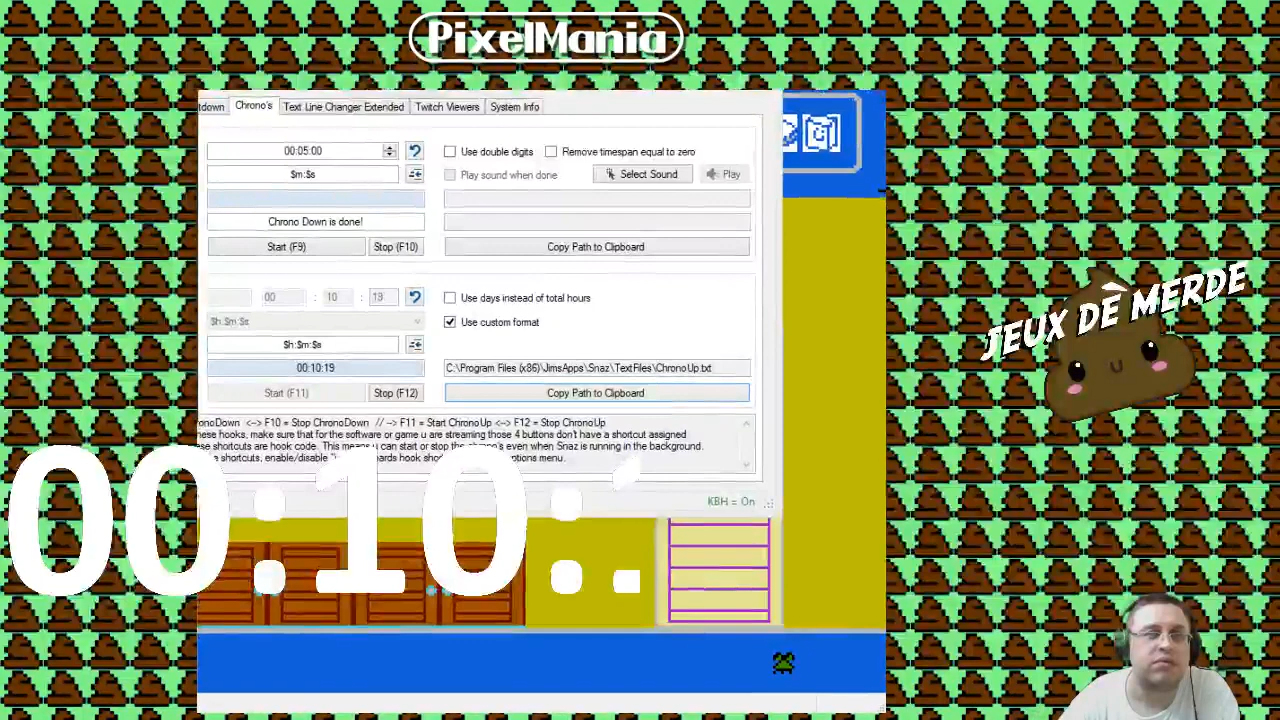 PixelMania
tdown Chrono's Text Line Changer Extended Twitch Viewers System Info
00:05:00
Use double digits Remove timespan equal to zero
$m:$s
Play sound when done Select Sound Play
Chrono Down is done!
Start (F9) Stop (F10) Copy Path to Clipboard
00 : 10 : 19
Use days instead of total hours
$h:$m:$s
Use custom format
$h:$m:$s
00:10:19
C:\Program Files (x86)\JimsApps\Snaz\TextFiles\ChronoUp.txt
Start (F11) Stop (F12) Copy Path to Clipboard
onoDown <--> F10 = Stop ChronoDown // --> F11 = Start ChronoUp <--> F12 = Stop ChronoUp
hese hooks, make sure that for the software or game u are streaming those 4 buttons don't have a shortcut assigned
ese shortcuts are hook code. This means u can start or stop the chrono's even when Snaz is running in the background.
shortcuts, enable/disable options menu.
KBH = On
00:10:
JEUX DE MERDE